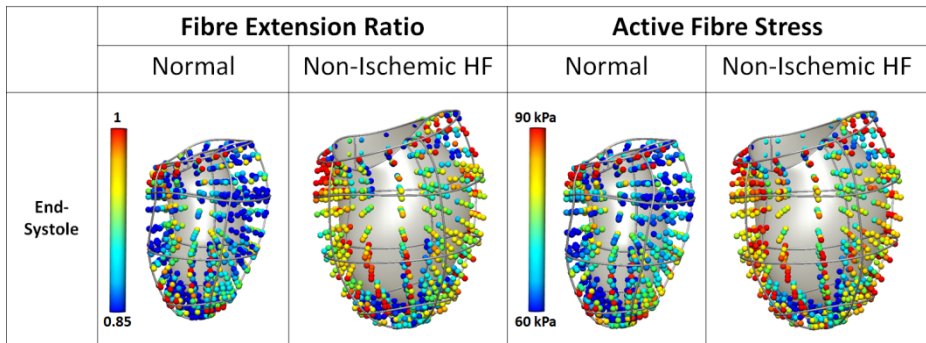 Fibre Extension Ratio
Active Fibre Stress
Normal
Non-Ischemic HF
Normal
Non-Ischemic HF
End-
Systole
1
0.85
90 kPa
60 kPa